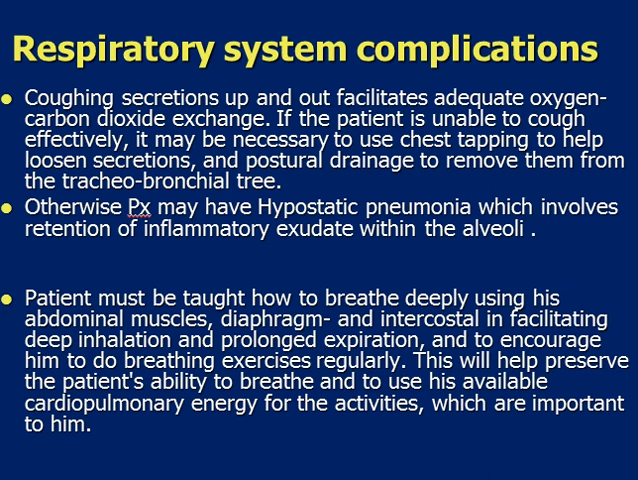 Respiratory system complications
• Coughing secretions up and out facilitates adequate oxygen-
carbon dioxide exchange. If the patient is unable to cough
effectively, it may be necessary to use chest tapping to help
loosen secretions, and postural drainage to remove them from
the tracheo-bronchial tree.
• Otherwise Px may have Hypostatic pneumonia which involves
retention of inflammatory exudate within the alveoli .
• Patient must be taught how to breathe deeply using his
abdominal muscles, diaphragm- and intercostal in facilitating
deep inhalation and prolonged expiration, and to encourage
him to do breathing exercises regularly. This will help preserve
the patient's ability to breathe and to use his available
cardiopulmonary energy for the activities, which are important
to him.